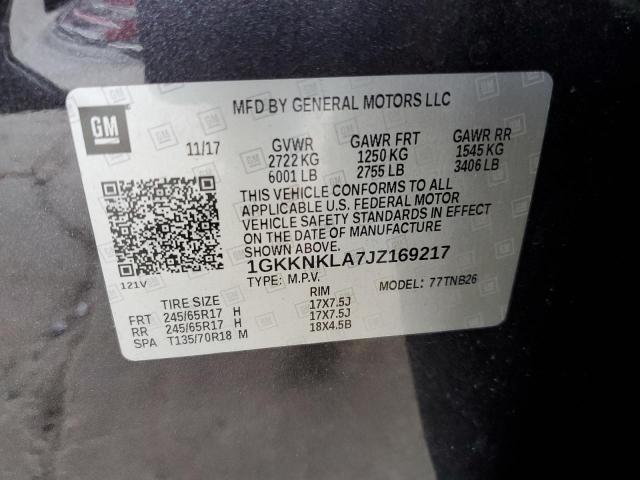 GM
MFD BY GENERAL MOTORS LLC
11/17 GVWR GAWR FRT GAWR RR
2722 KG 1250 KG 1545 KG
6001 LB 2755 LB 3406 LB
THIS VEHICLE CONFORMS TO ALL
APPLICABLE U.S. FEDERAL MOTOR
VEHICLE SAFETY STANDARDS IN EFFECT
ON THE DATE OF MANUFACTURE
SHOWN ABOVE.
1GKKNKLA7JZ169217
121V TYPE: M.P.V. MODEL: 77TNB26
TIRE SIZE RIM
FRT 245/65R17 H 17X7.5J
RR 245/65R17 H 17X7.5J
SPA T135/70R18 M 18X4.5B